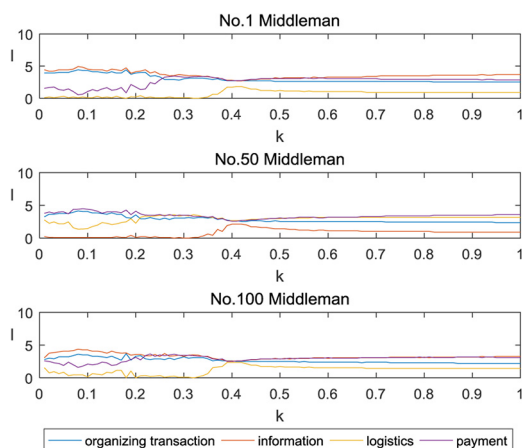 No.1 Middleman
10
I 5
0
0 0.1 0.2 0.3 0.4 0.5 0.6 0.7 0.8 0.9 1
k
No.50 Middleman
10
I 5
0
0 0.1 0.2 0.3 0.4 0.5 0.6 0.7 0.8 0.9 1
k
No.100 Middleman
10
I 5
0
0 0.1 0.2 0.3 0.4 0.5 0.6 0.7 0.8 0.9 1
k
organizing transaction information logistics payment